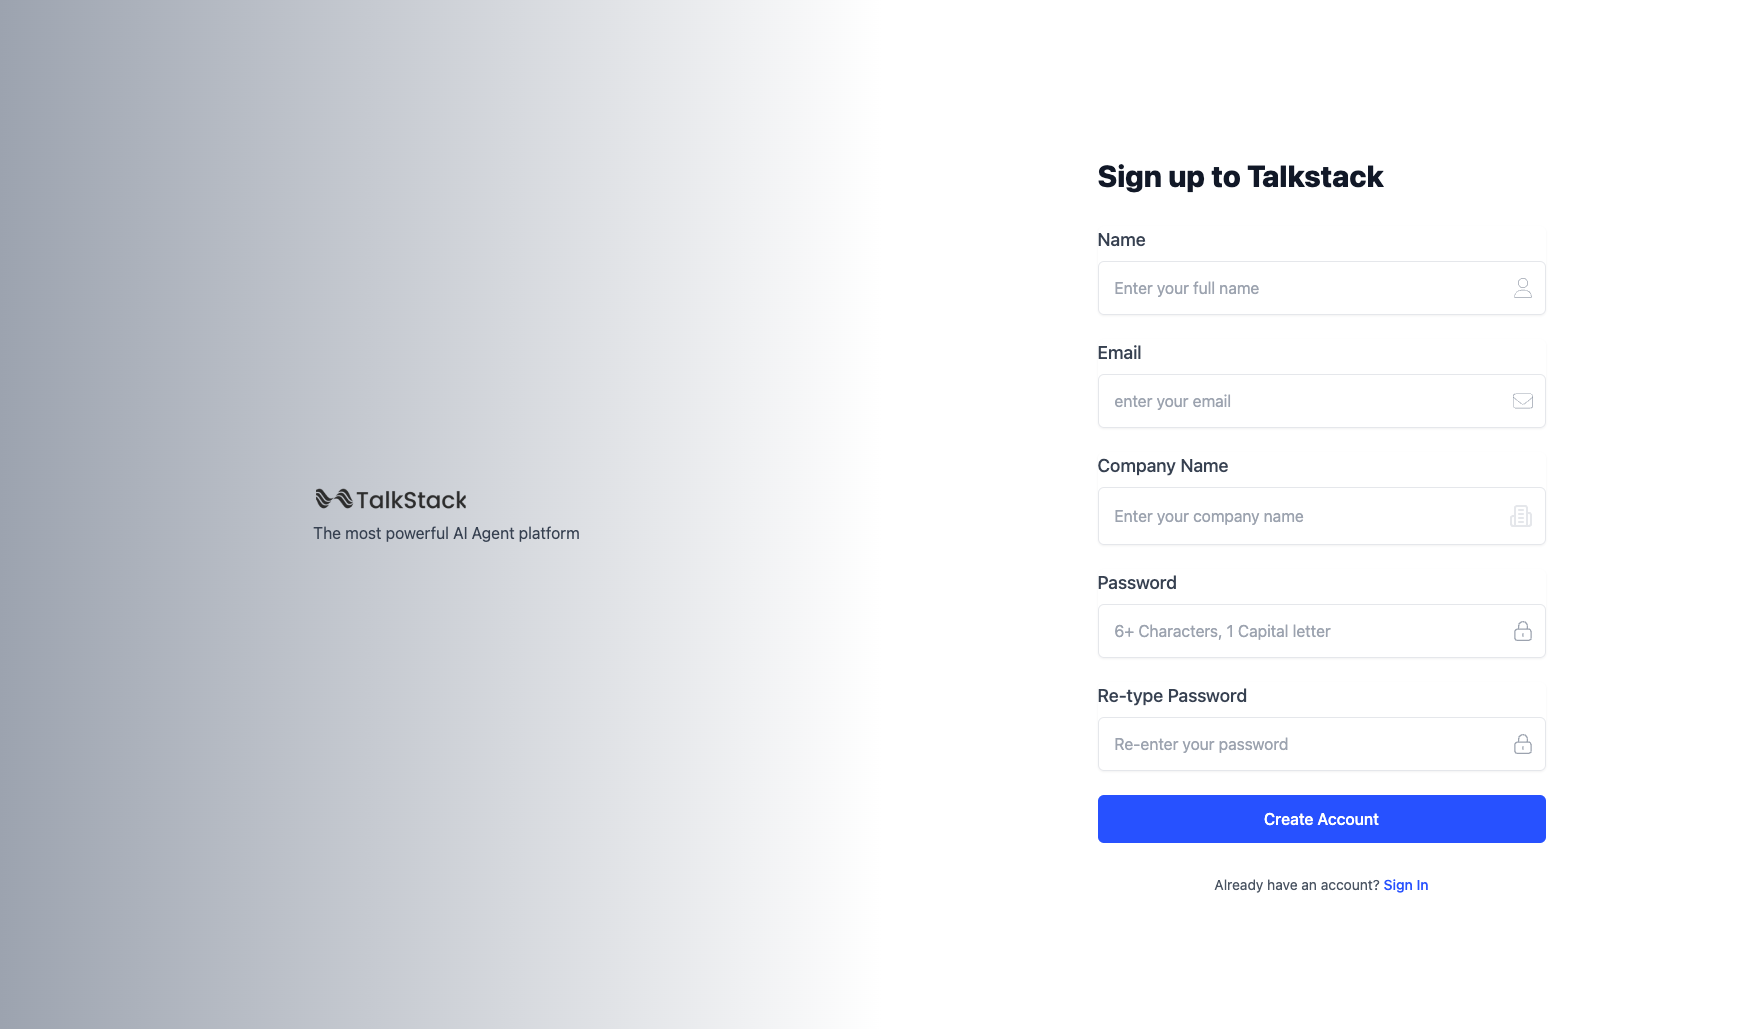 TalkStack
The most powerful AI Agent platform
Sign up to Talkstack
Name
Enter your full name
Email
enter your email
Company Name
Enter your company name
Password
6+ Characters, 1 Capital letter
Re-type Password
Re-enter your password
Create Account
Already have an account? Sign In